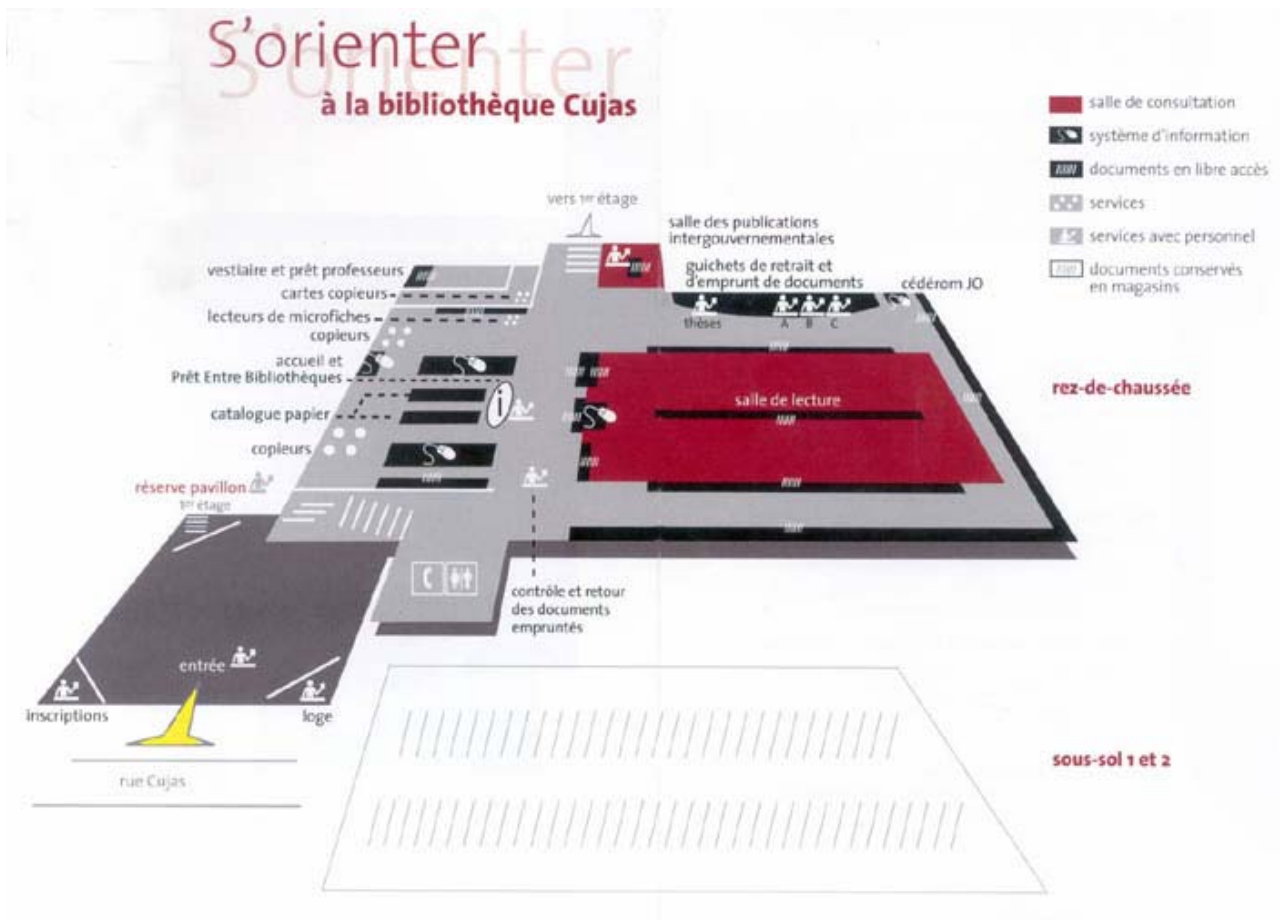 S'orienter
à la bibliothèque Cujas
salle de consultation
système d'information
documents en libre accès
services
services avec personnel
documents conservés
en magasins
vers 1er étage
salle des publications
intergouvernementales
guichets de retrait et
d'emprunt de documents
cédérom JO
thèses
A B C
vestiaire et prêt professeurs
cartes copieurs
lecteurs de microfiches
copieurs
accueil et
Prêt Entre Bibliothèques
i
catalogue papier
copieurs
salle de lecture
rez-de-chaussée
réserve pavillon
1er étage
contrôle et retour
des documents
empruntés
entrée
inscriptions
loge
rue Cujas
sous-sol 1 et 2